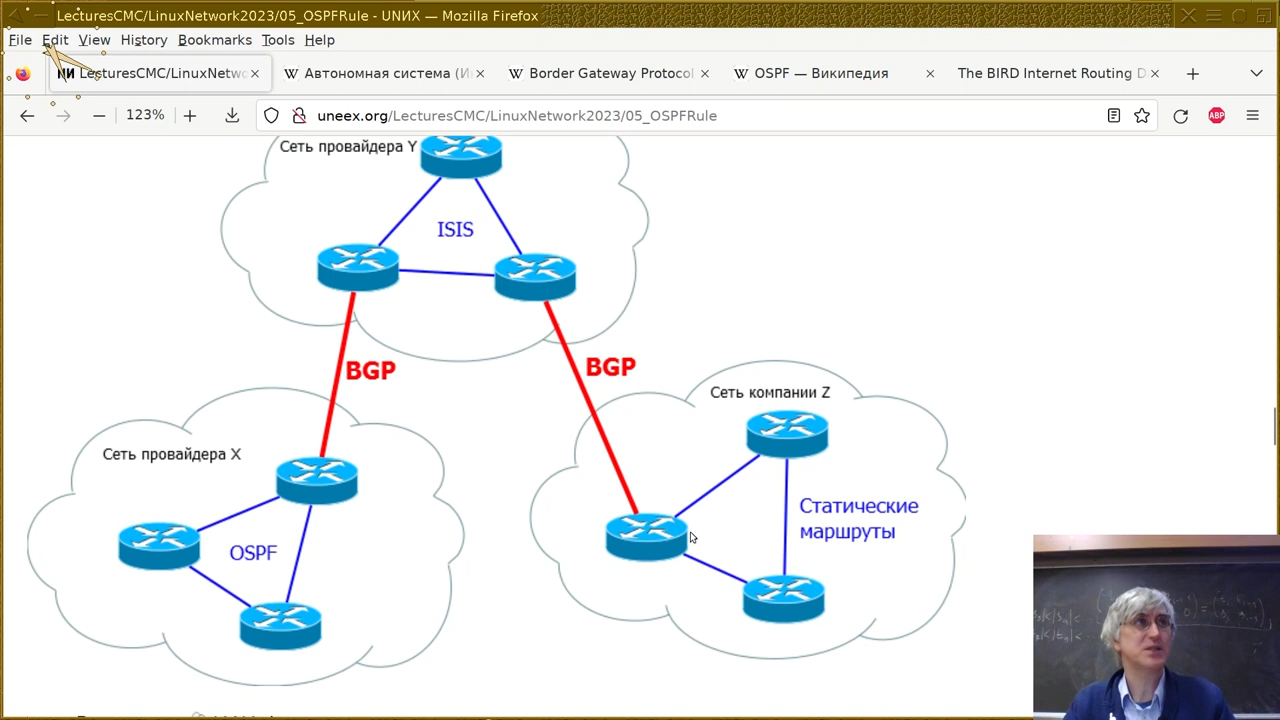 LecturesCMC/LinuxNetwork2023/05_OSPFRule - UNИX — Mozilla Firefox
File Edit View History Bookmarks Tools Help
LecturesCMC/LinuxNetwo
Автономная система (И
Border Gateway Protocol
OSPF — Википедия
The BIRD Internet Routing D
123%
uneex.org/LecturesCMC/LinuxNetwork2023/05_OSPFRule
ABP
Сеть провайдера Y
ISIS
BGP
BGP
Сеть компании Z
Сеть провайдера X
Статические
маршруты
OSPF